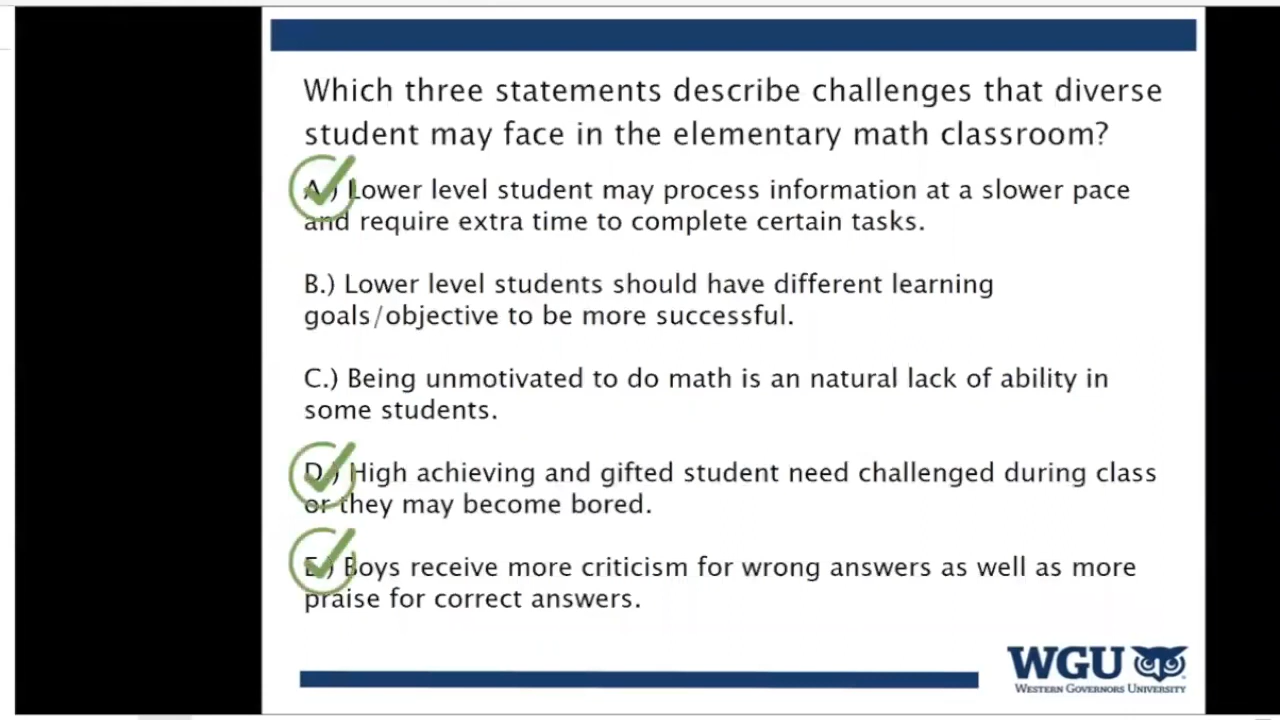 Which three statements describe challenges that diverse
student may face in the elementary math classroom?
A.) Lower level student may process information at a slower pace
and require extra time to complete certain tasks.
B.) Lower level students should have different learning
goals/objective to be more successful.
C.) Being unmotivated to do math is an natural lack of ability in
some students.
D.) High achieving and gifted student need challenged during class
or they may become bored.
E.) Boys receive more criticism for wrong answers as well as more
praise for correct answers.
WGU
WESTERN GOVERNORS UNIVERSITY